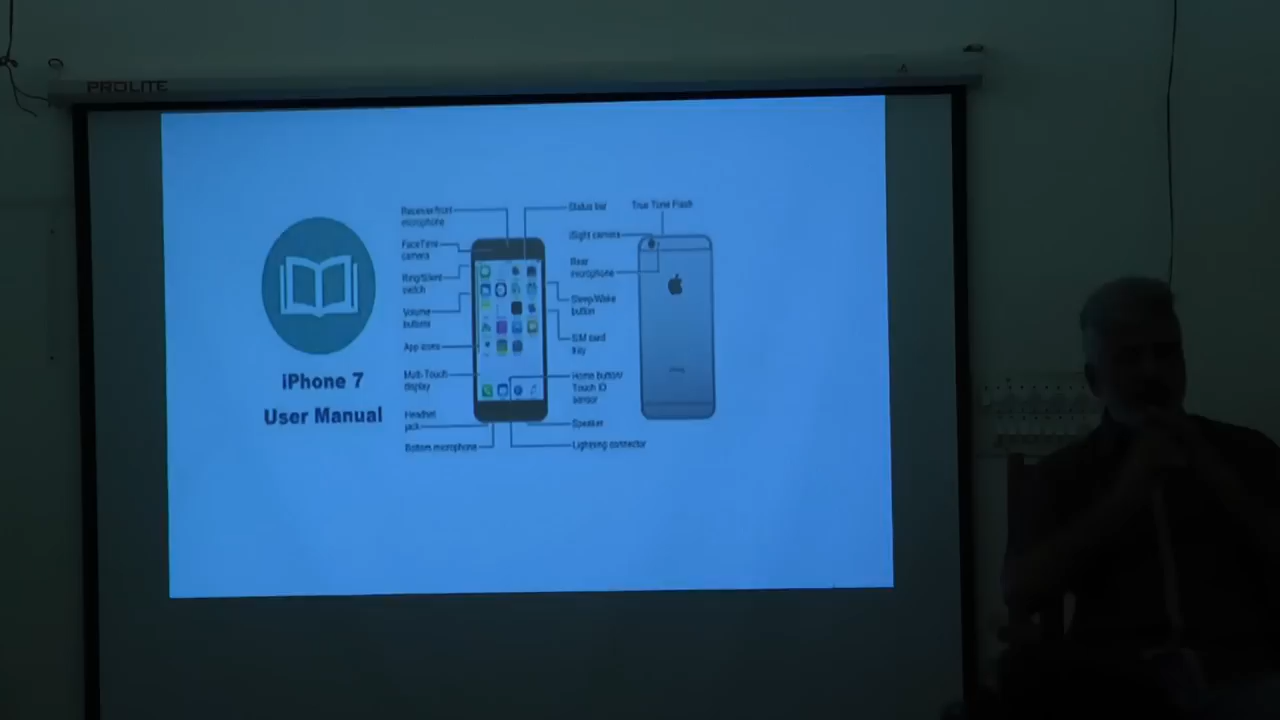 PROLITE
iPhone 7
User Manual
Receiver/front
microphone
FaceTime
camera
Ring/Silent
switch
Volume
buttons
App icons
Multi-Touch
display
Headset
jack
Bottom microphone
Status bar
iSight camera
Rear
microphone
Sleep/Wake
button
SIM card
tray
Home button/
Touch ID
sensor
Speaker
Lightning connector
True Tone Flash